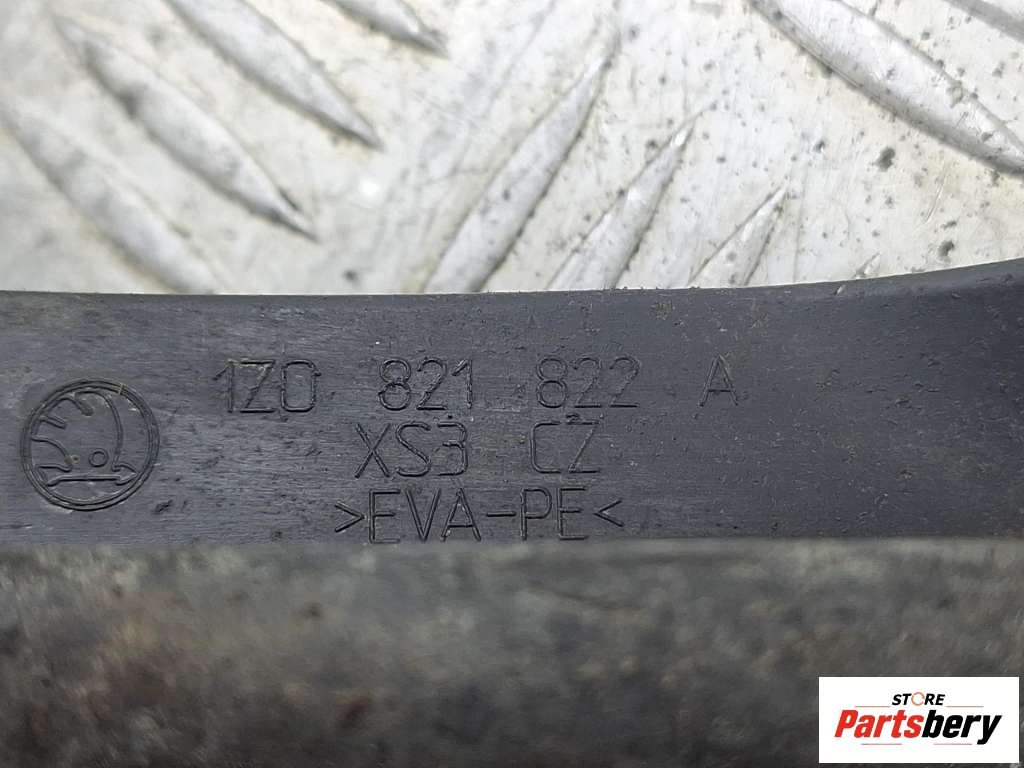 1Z0 821 822 A
XS3 CZ
>EVA-PE<
STORE
Partsbery